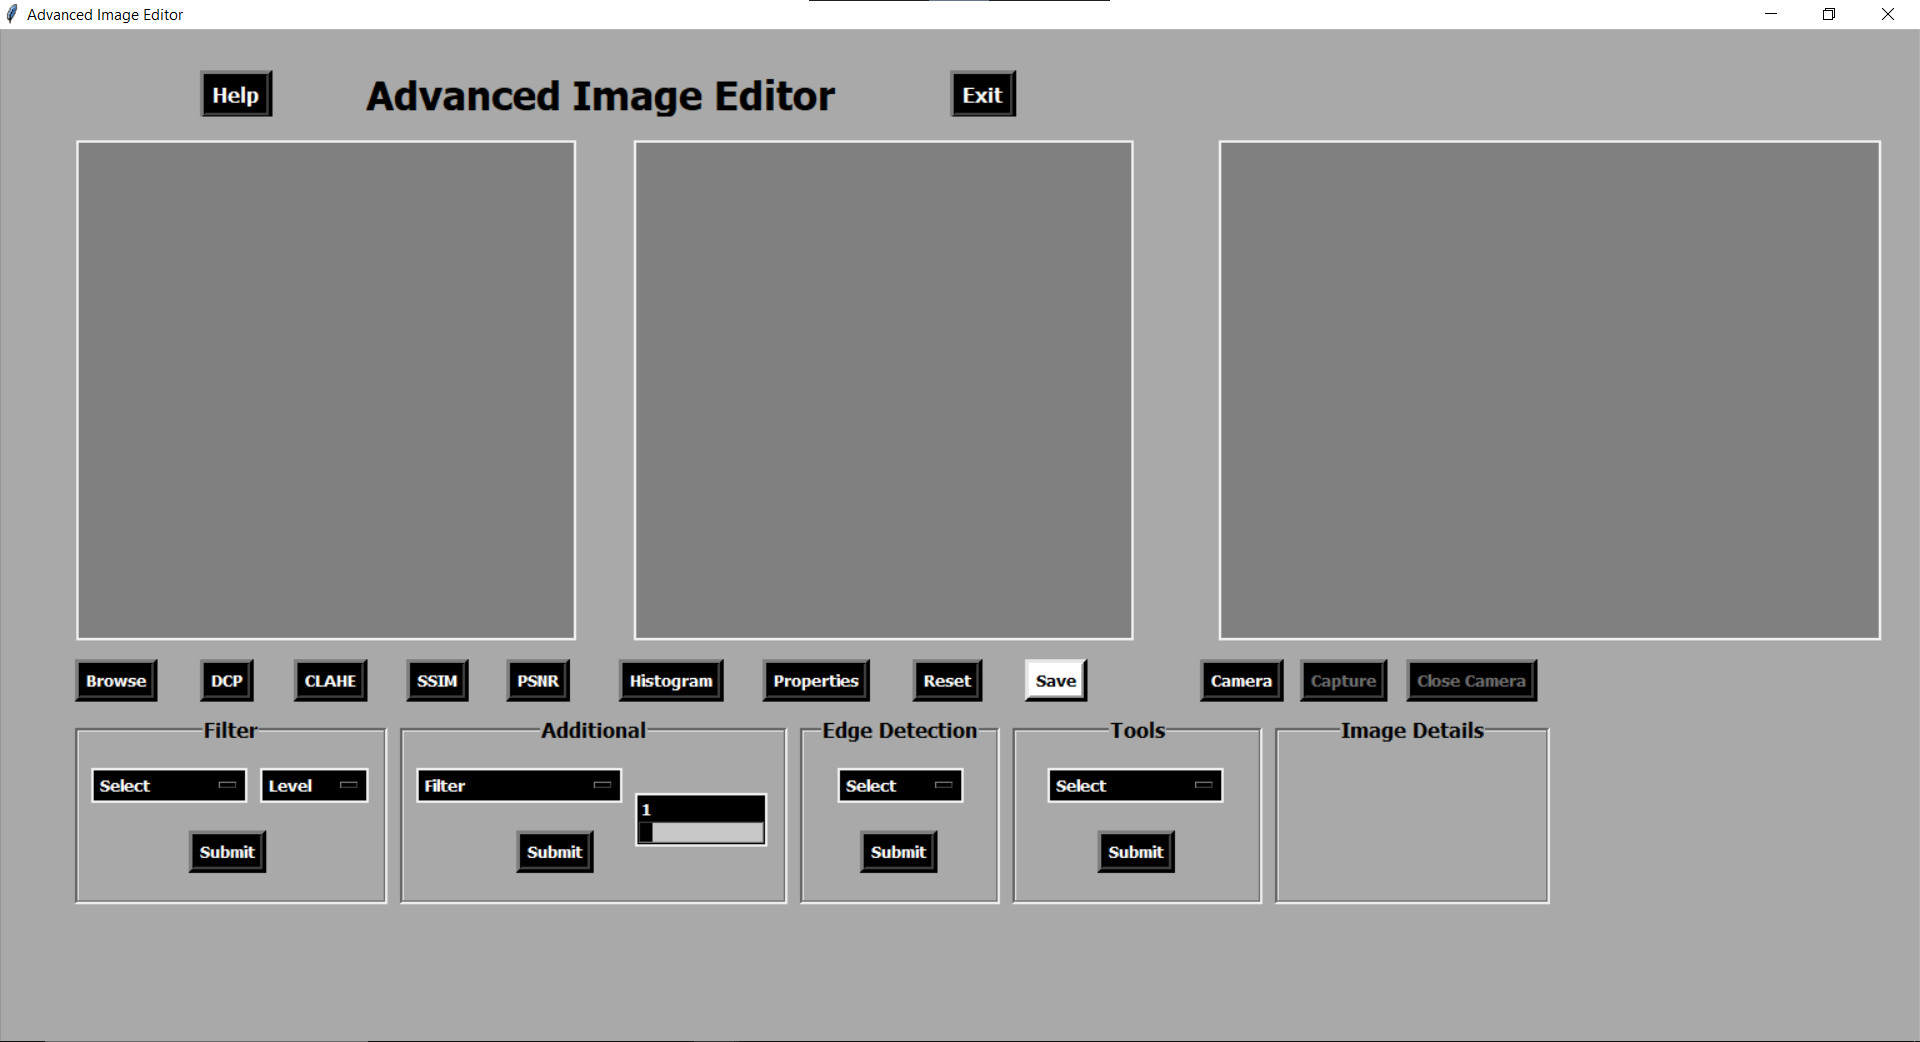 Advanced Image Editor
Help Advanced Image Editor Exit
Browse DCP CLAHE SSIM PSNR Histogram Properties Reset Save Camera Capture Close Camera
Filter Additional Edge Detection Tools Image Details
Select Level Filter Select Select
1
Submit Submit Submit Submit